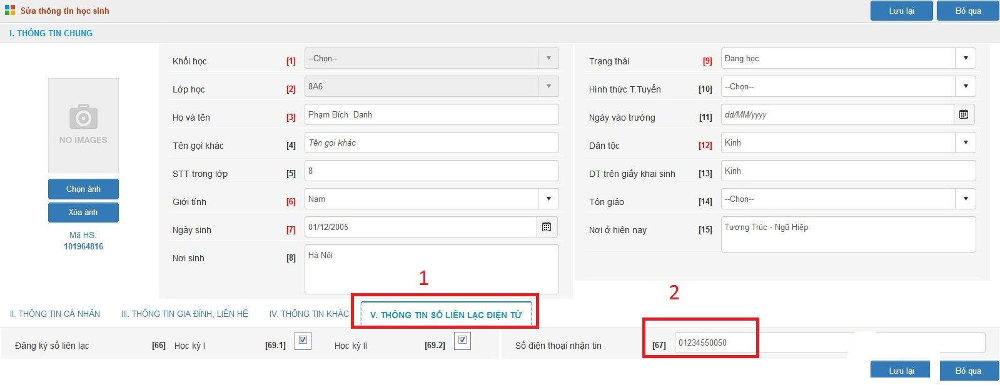 Sửa thông tin học sinh
Lưu lại
Bỏ qua
I. THÔNG TIN CHUNG
NO IMAGES
Chọn ảnh
Xóa ảnh
Mã HS:
101964816
Khối học [1] --Chọn--
Lớp học [2] 8A6
Họ và tên [3] Phạm Bích Danh
Tên gọi khác [4] Tên gọi khác
STT trong lớp [5] 8
Giới tính [6] Nam
Ngày sinh [7] 01/12/2005
Nơi sinh [8] Hà Nội
Trạng thái [9] Đang học
Hình thức T.Tuyển [10] --Chọn--
Ngày vào trường [11] dd/MM/yyyy
Dân tộc [12] Kinh
DT trên giấy khai sinh [13] Kinh
Tôn giáo [14] --Chọn--
Nơi ở hiện nay [15] Tương Trúc - Ngũ Hiệp
1
2
II. THÔNG TIN CÁ NHÂN
III. THÔNG TIN GIA ĐÌNH, LIÊN HỆ
IV. THÔNG TIN KHÁC
V. THÔNG TIN SỔ LIÊN LẠC ĐIỆN TỬ
Đăng ký sổ liên lạc [66] Học kỳ I [69.1] Học kỳ II [69.2]
Số điện thoại nhận tin [67] 01234550050
Lưu lại
Bỏ qua